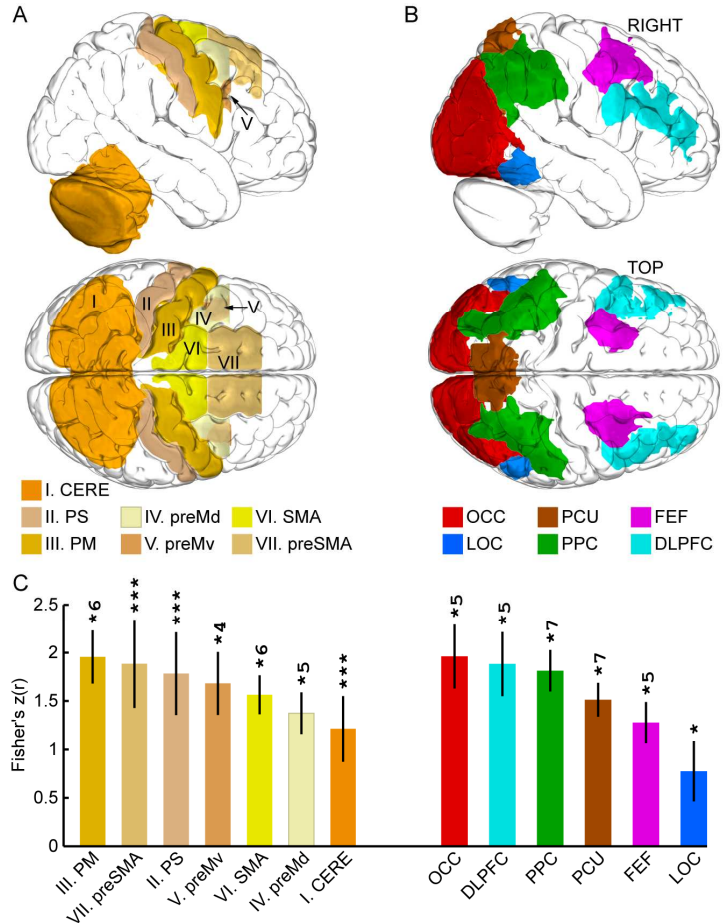 A
B
RIGHT
V
TOP
I
II
III
IV
V
VI
VII
I. CERE
II. PS
IV. preMd
VI. SMA
III. PM
V. preMv
VII. preSMA
OCC
PCU
FEF
LOC
PPC
DLPFC
C
Fisher's z(r)
2.5
2
1.5
1
0.5
0
*6
***
***
*4
*6
*5
***
*5
*5
*7
*7
*5
*
III. PM
VII. preSMA
II. PS
V. preMv
VI. SMA
IV. preMd
I. CERE
OCC
DLPFC
PPC
PCU
FEF
LOC